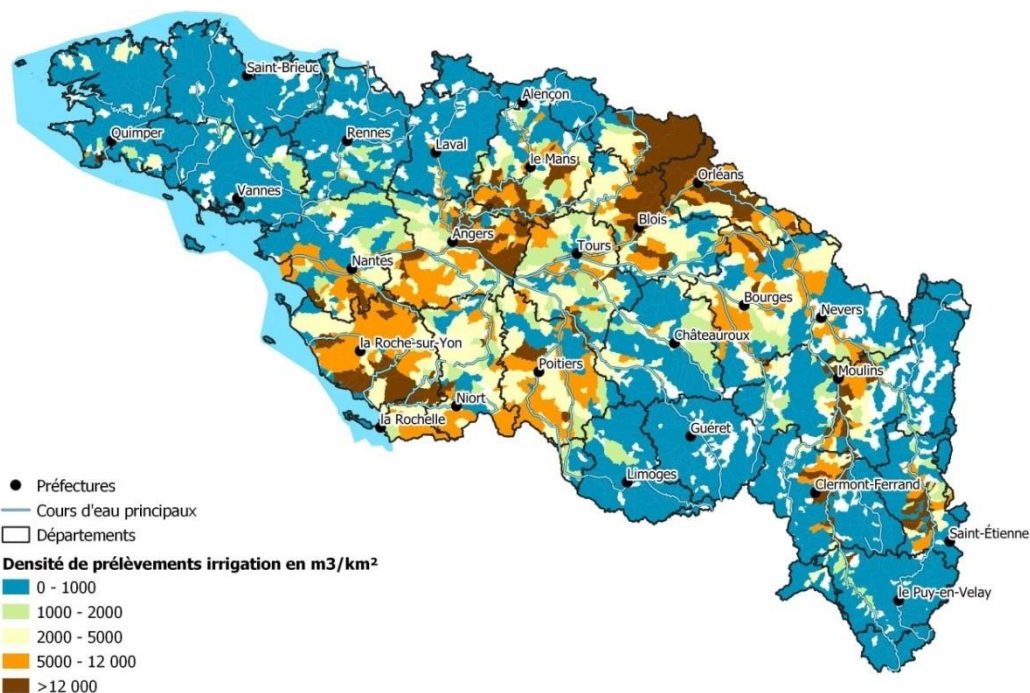 Saint-Brieuc
Alençon
Quimper
Rennes
Laval
le Mans
Orléans
Vannes
Blois
Angers
Tours
Nantes
Bourges
Nevers
Châteauroux
la Roche-sur-Yon
Poitiers
Moulins
Niort
la Rochelle
Guéret
Limoges
Clermont-Ferrand
Saint-Étienne
le Puy-en-Velay
Préfectures
Cours d'eau principaux
Départements
Densité de prélèvements irrigation en m3/km²
0 - 1000
1000 - 2000
2000 - 5000
5000 - 12 000
>12 000